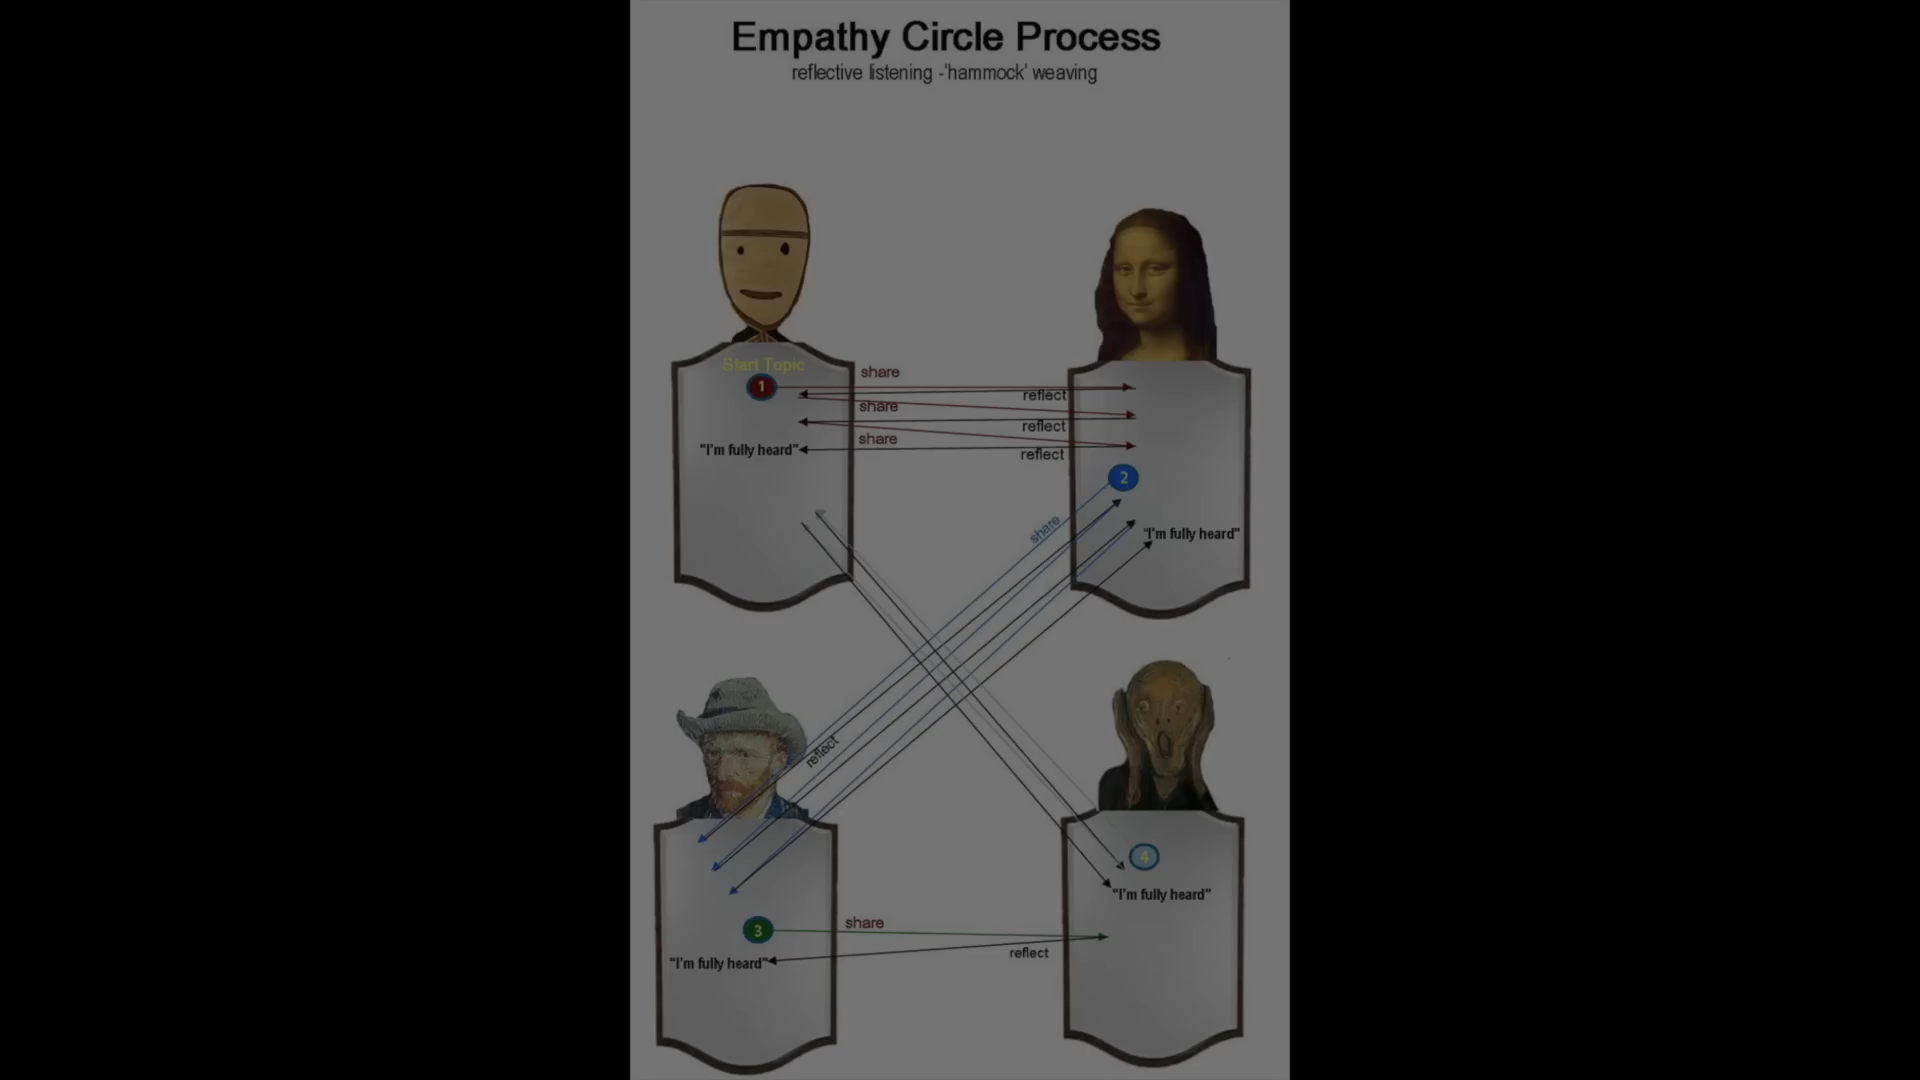 Empathy Circle Process
reflective listening -'hammock' weaving
Start Topic
1
share
reflect
share
reflect
share
"I'm fully heard"
reflect
2
share
"I'm fully heard"
reflect
4
"I'm fully heard"
3
share
reflect
"I'm fully heard"